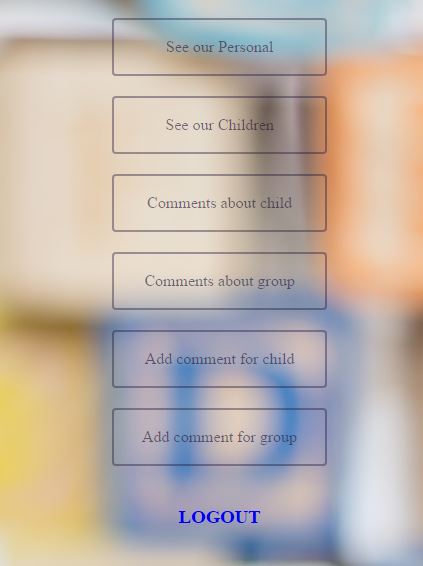 See our Personal
See our Children
Comments about child
Comments about group
Add comment for child
Add comment for group
LOGOUT